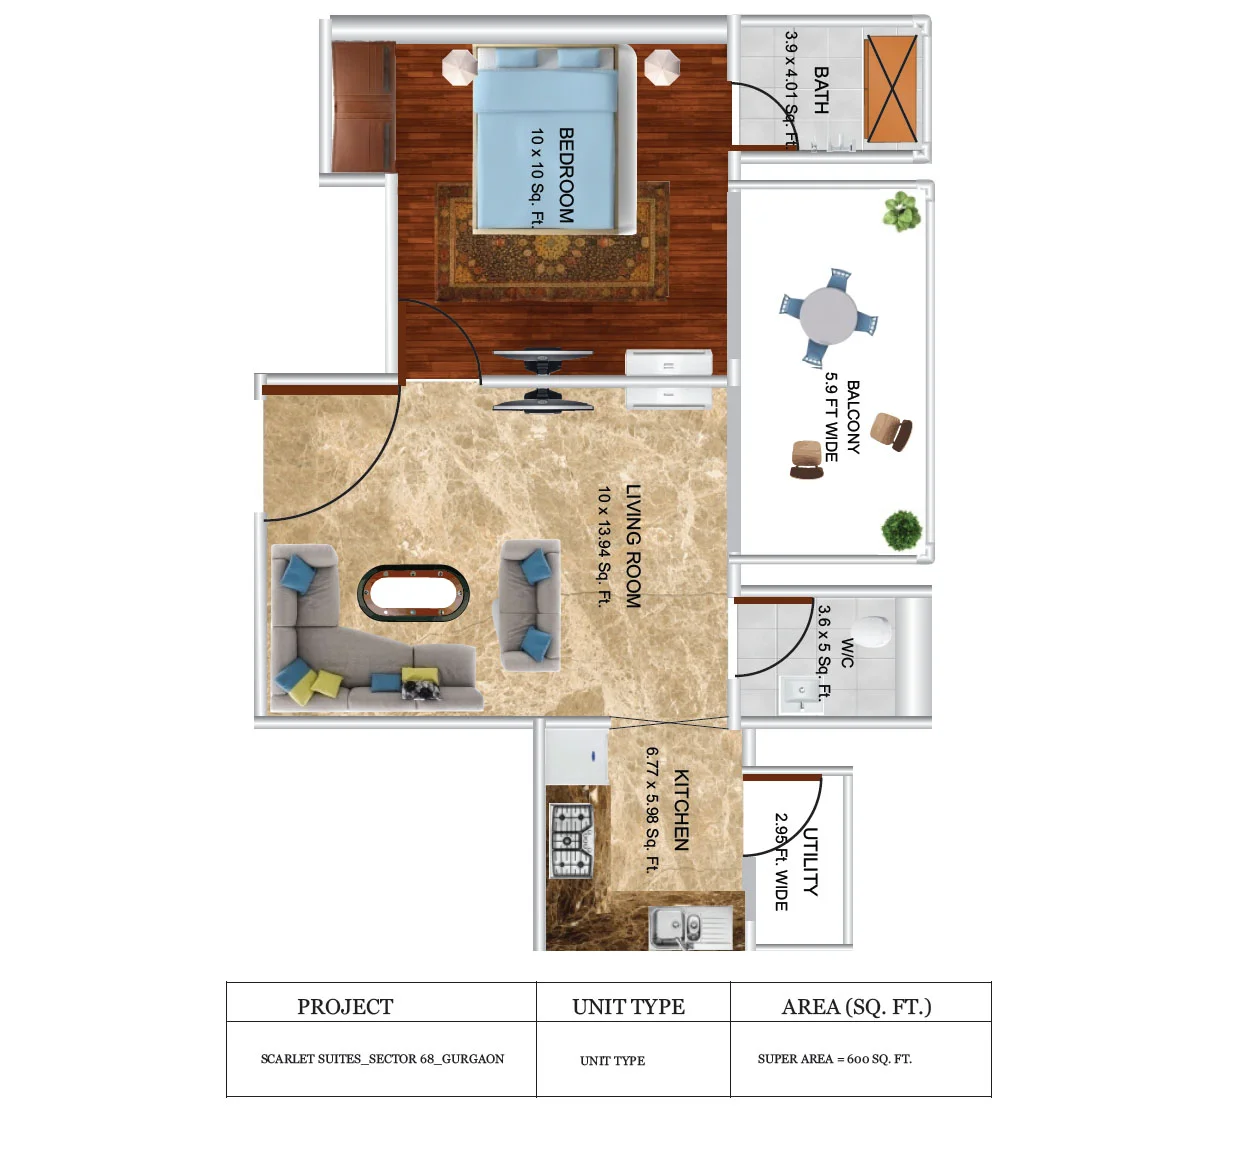 BATH
3.9 x 4.01 Sq. Ft.
BEDROOM
10 x 10 Sq. Ft.
BALCONY
5.9 FT WIDE
LIVING ROOM
10 x 13.94 Sq. Ft.
W/C
3.6 x 5 Sq. Ft.
KITCHEN
6.77 x 5.98 Sq. Ft.
UTILITY
2.95 Ft. WIDE
PROJECT UNIT TYPE AREA (SQ. FT.)
SCARLET SUITES_SECTOR 68_GURGAON UNIT TYPE SUPER AREA = 600 SQ. FT.